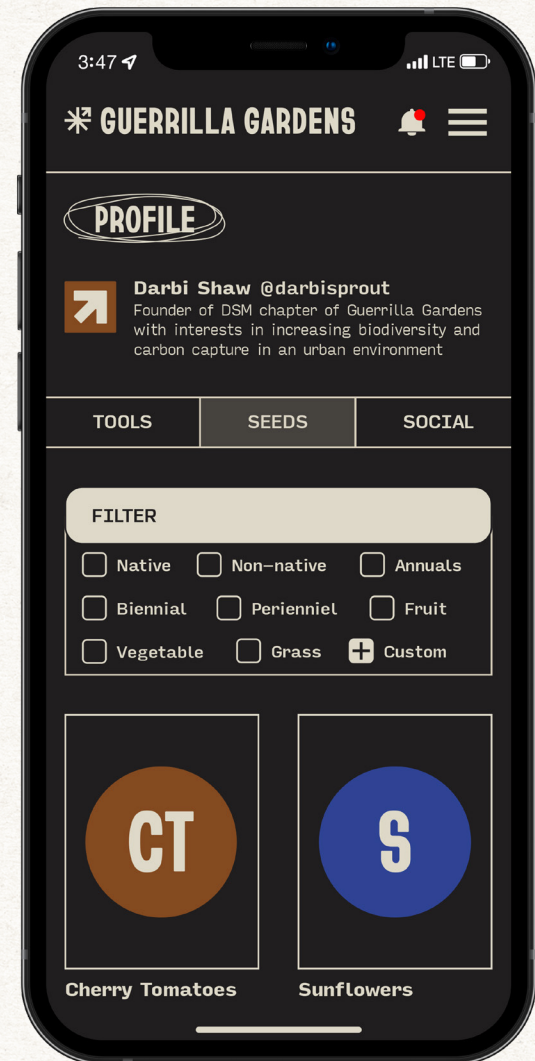 3:47 LTE
GUERRILLA GARDENS
PROFILE
Darbi Shaw @darbisprout
Founder of DSM chapter of Guerrilla Gardens
with interests in increasing biodiversity and
carbon capture in an urban environment
TOOLS SEEDS SOCIAL
FILTER
Native Non-native Annuals
Biennial Perienniel Fruit
Vegetable Grass Custom
CT S
Cherry Tomatoes Sunflowers